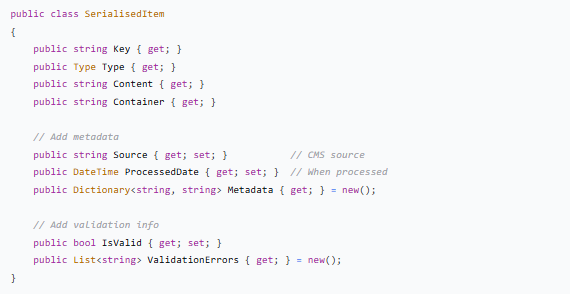 public class SerialisedItem
{
    public string Key { get; }
    public Type Type { get; }
    public string Content { get; }
    public string Container { get; }

    // Add metadata
    public string Source { get; set; }           // CMS source
    public DateTime ProcessedDate { get; set; }  // When processed
    public Dictionary<string, string> Metadata { get; } = new();

    // Add validation info
    public bool IsValid { get; set; }
    public List<string> ValidationErrors { get; } = new();
}